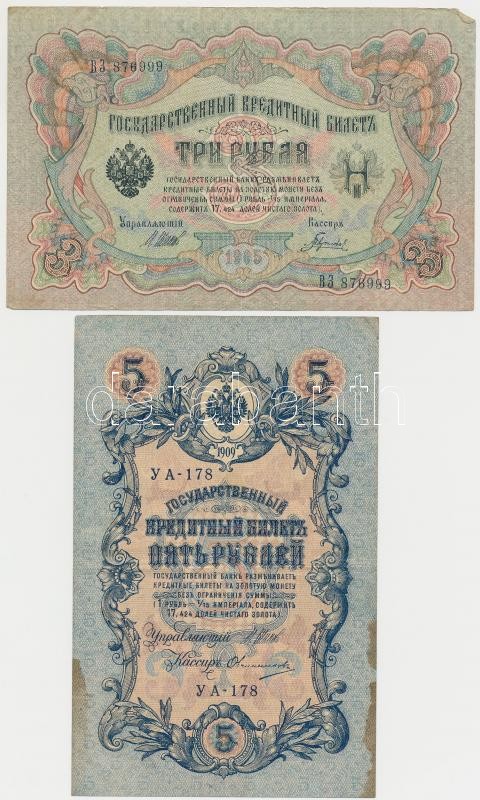 ВЗ 876999
ГОСУДАРСТВЕННЫЙ КРЕДИТНЫЙ БИЛЕТЪ
ТРИ РУБЛЯ
ГОСУДАРСТВЕННЫЙ БАНКЪ РАЗМѢНИВАЕТЪ
КРЕДИТНЫЕ БИЛЕТЫ НА ЗОЛОТУЮ МОНЕТУ БЕЗЪ
ОГРАНИЧЕНІЯ СУММЫ (1 РУБЛЬ = 1/15 ИМПЕРІАЛА,
СОДЕРЖИТЪ 17,424 ДОЛЕЙ ЧИСТАГО ЗОЛОТА).
Управляющій Кассиръ
3 1905 3
ВЗ 876999
darabanth
5 5
1909
УА-178
ГОСУДАРСТВЕННЫЙ
КРЕДИТНЫЙ БИЛЕТЪ
ПЯТЬ РУБЛЕЙ
ГОСУДАРСТВЕННЫЙ БАНКЪ РАЗМѢНИВАЕТЪ
КРЕДИТНЫЕ БИЛЕТЫ НА ЗОЛОТУЮ МОНЕТУ
БЕЗЪ ОГРАНИЧЕНІЯ СУММЫ
(1 РУБЛЬ = 1/15 ИМПЕРІАЛА, СОДЕРЖИТЪ
17,424 ДОЛЕЙ ЧИСТАГО ЗОЛОТА).
Управляющій
Кассиръ
УА-178
5